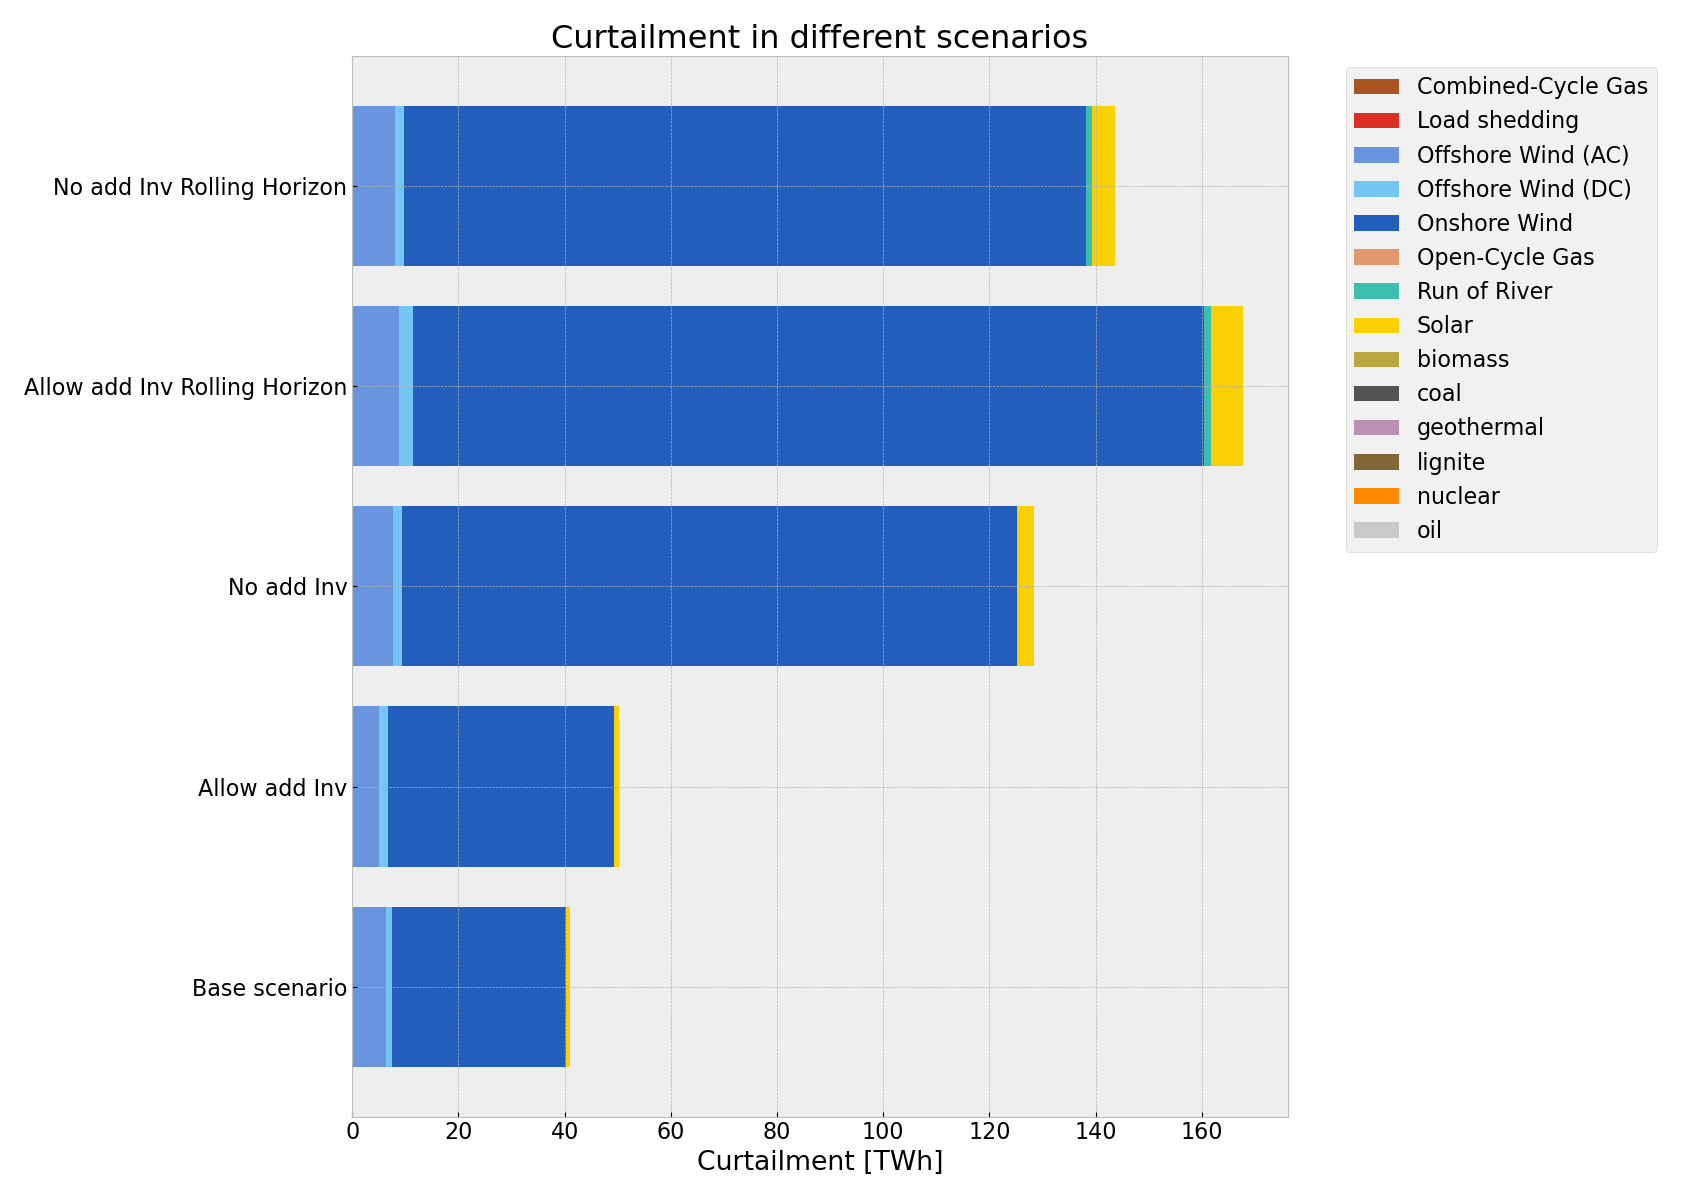 Curtailment in different scenarios
No add Inv Rolling Horizon
Allow add Inv Rolling Horizon
No add Inv
Allow add Inv
Base scenario
0 20 40 60 80 100 120 140 160
Curtailment [TWh]
Combined-Cycle Gas
Load shedding
Offshore Wind (AC)
Offshore Wind (DC)
Onshore Wind
Open-Cycle Gas
Run of River
Solar
biomass
coal
geothermal
lignite
nuclear
oil